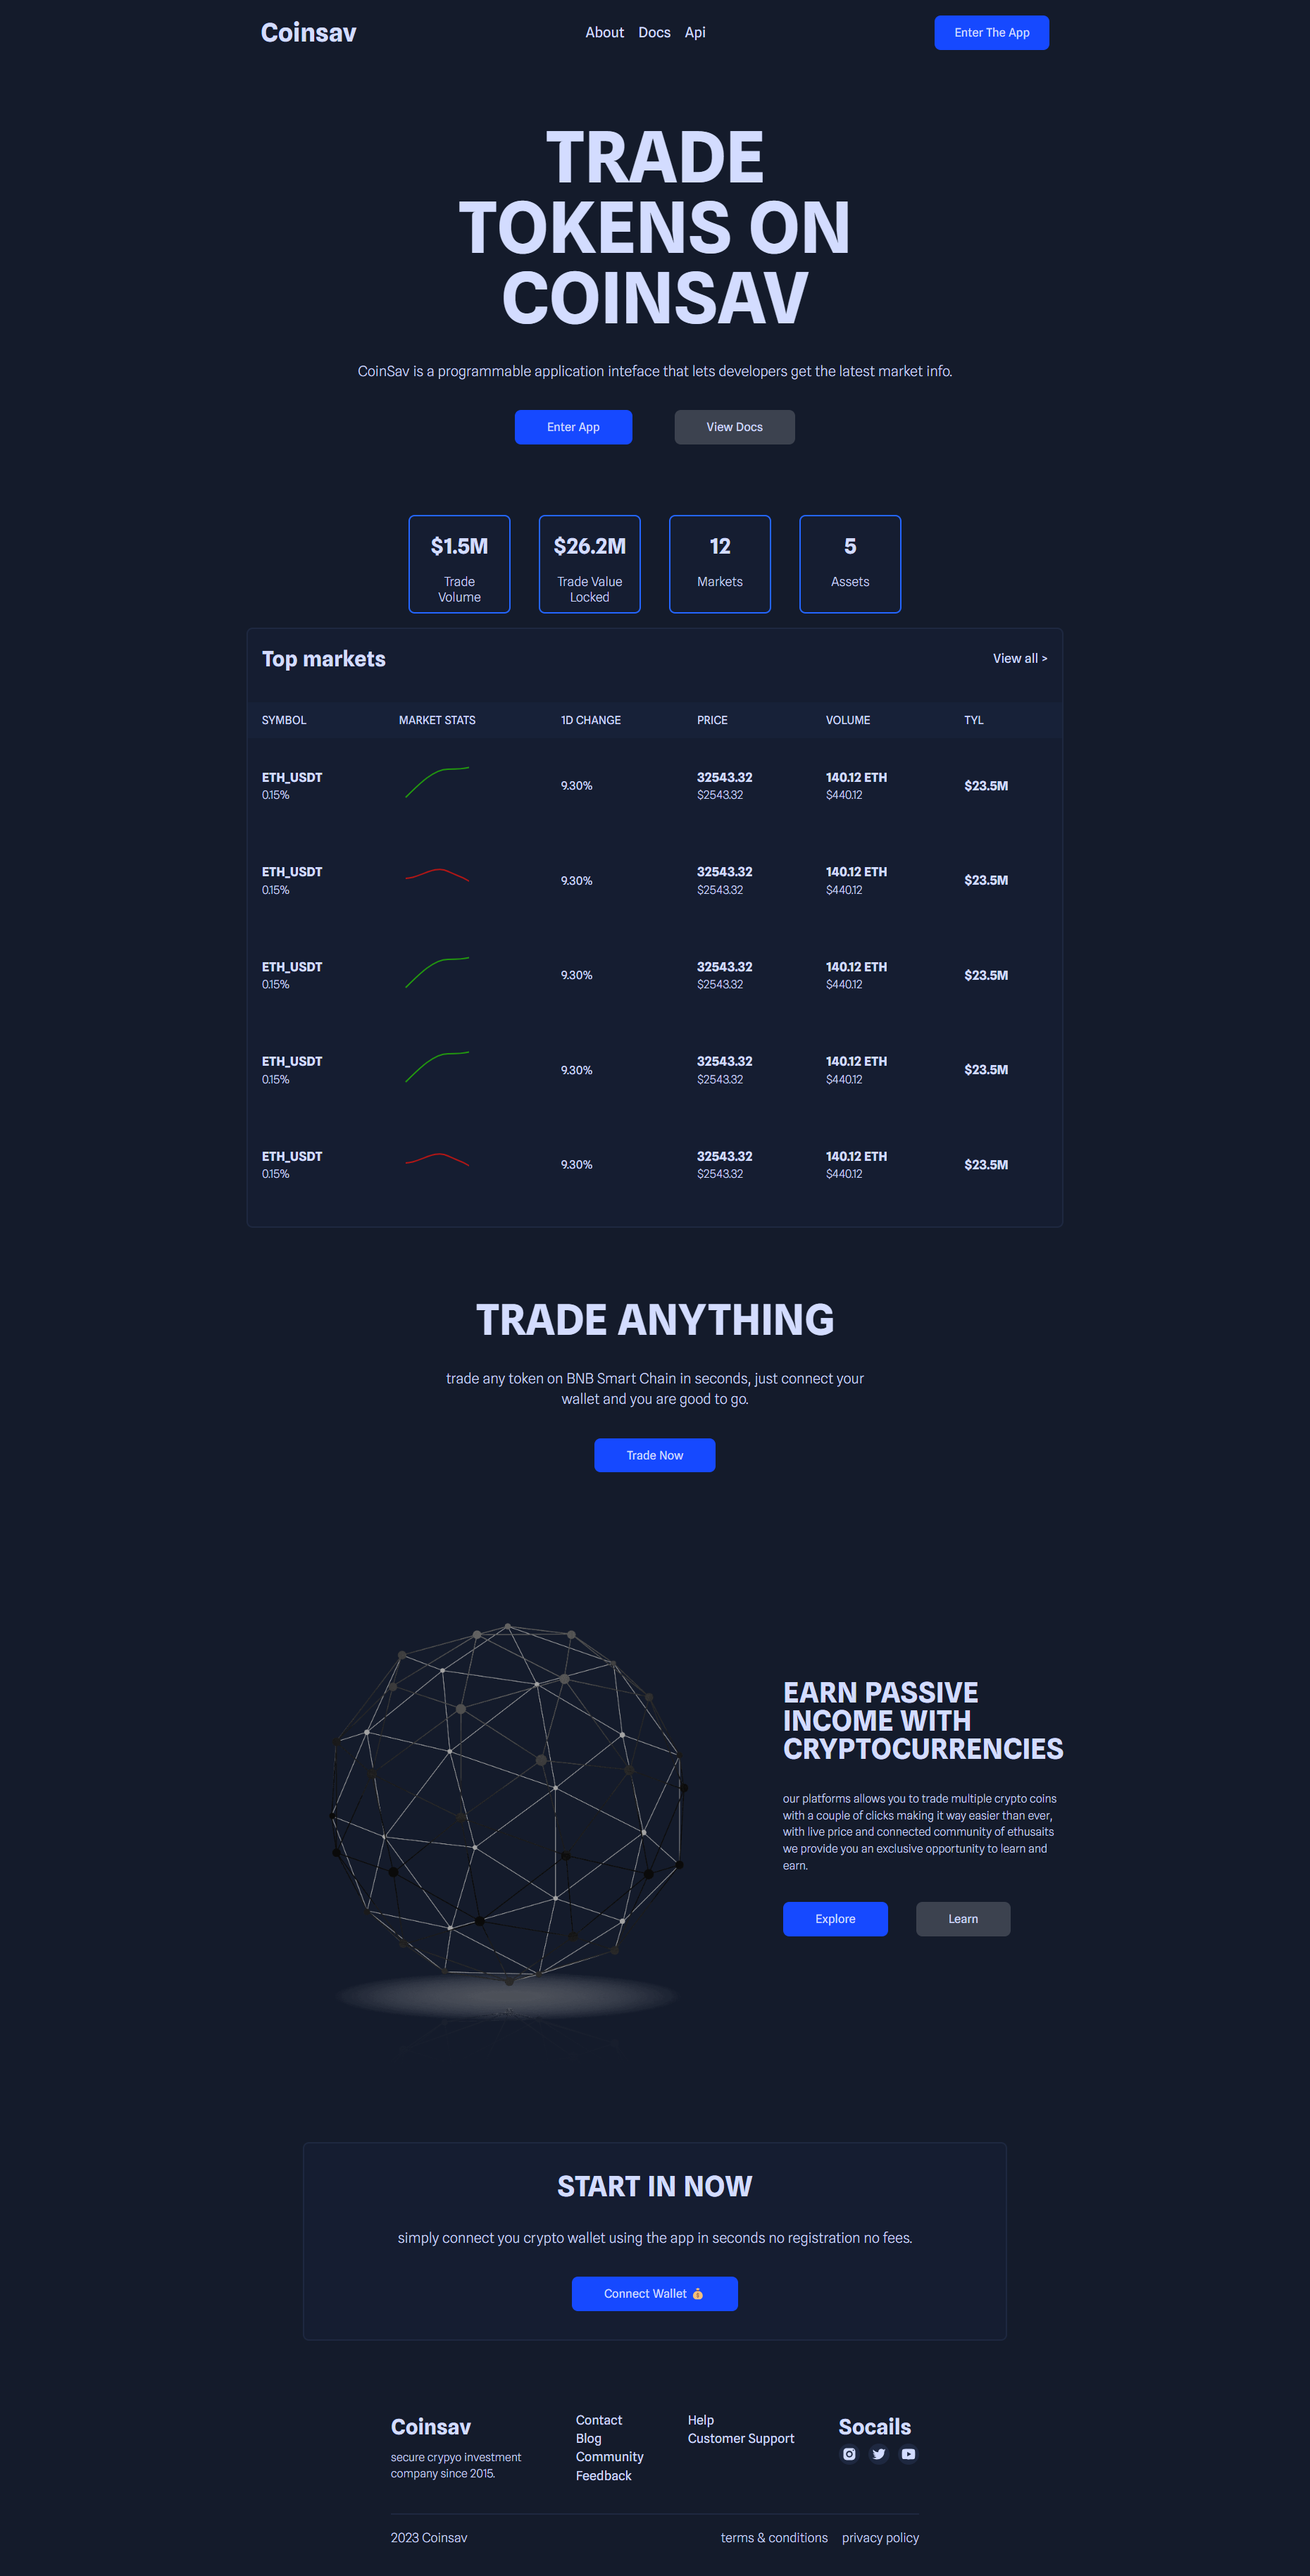 Coinsav
About Docs Api
Enter The App
TRADE
TOKENS ON
COINSAV
CoinSav is a programmable application inteface that lets developers get the latest market info.
Enter App
View Docs
$1.5M
Trade
Volume
$26.2M
Trade Value
Locked
12
Markets
5
Assets
Top markets
View all >
SYMBOL MARKET STATS 1D CHANGE PRICE VOLUME TYL
ETH_USDT
0.15%
9.30%
32543.32
$2543.32
140.12 ETH
$440.12
$23.5M
ETH_USDT
0.15%
9.30%
32543.32
$2543.32
140.12 ETH
$440.12
$23.5M
ETH_USDT
0.15%
9.30%
32543.32
$2543.32
140.12 ETH
$440.12
$23.5M
ETH_USDT
0.15%
9.30%
32543.32
$2543.32
140.12 ETH
$440.12
$23.5M
ETH_USDT
0.15%
9.30%
32543.32
$2543.32
140.12 ETH
$440.12
$23.5M
TRADE ANYTHING
trade any token on BNB Smart Chain in seconds, just connect your
wallet and you are good to go.
Trade Now
EARN PASSIVE
INCOME WITH
CRYPTOCURRENCIES
our platforms allows you to trade multiple crypto coins
with a couple of clicks making it way easier than ever,
with live price and connected community of ethusaits
we provide you an exclusive opportunity to learn and
earn.
Explore
Learn
START IN NOW
simply connect you crypto wallet using the app in seconds no registration no fees.
Connect Wallet 💰
Coinsav
secure crypyo investment
company since 2015.
Contact
Blog
Community
Feedback
Help
Customer Support
Socails
2023 Coinsav
terms & conditions privacy policy